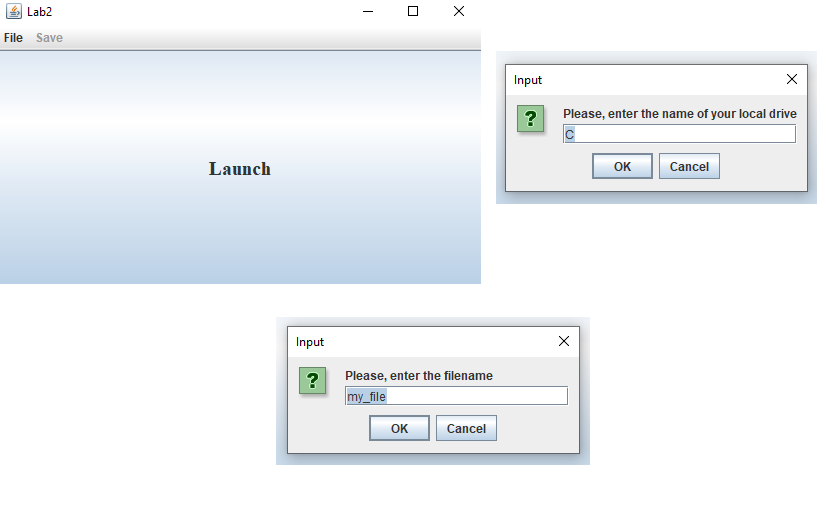 Lab2
File Save
Launch
Input
?
Please, enter the name of your local drive
C
OK Cancel
Input
?
Please, enter the filename
my_file
OK Cancel